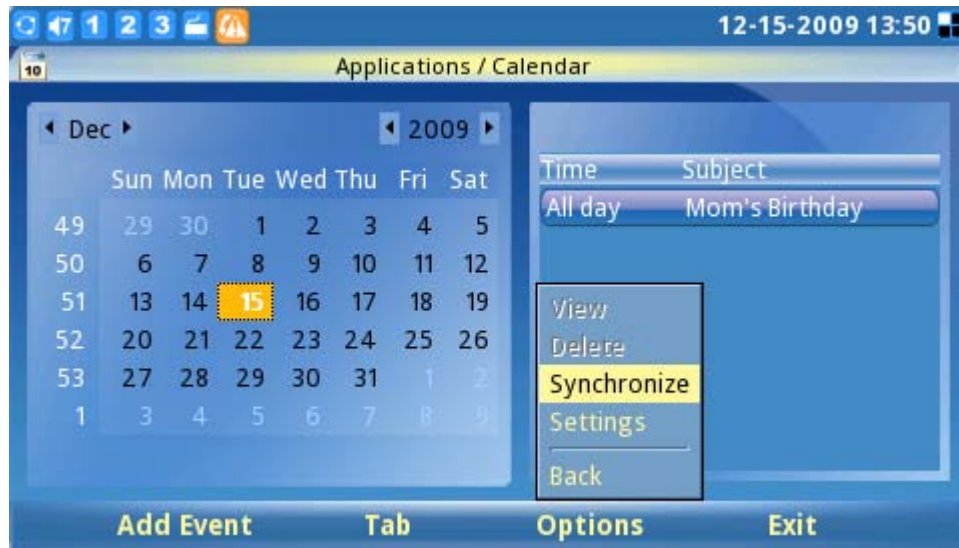 7 1 2 3 12-15-2009 13:50
10 Applications / Calendar
Dec 2009
Sun Mon Tue Wed Thu Fri Sat
49 29 30 1 2 3 4 5
50 6 7 8 9 10 11 12
51 13 14 15 16 17 18 19
52 20 21 22 23 24 25 26
53 27 28 29 30 31 1 2
1 3 4 5 6 7 8 9
Time Subject
All day Mom's Birthday
View
Delete
Synchronize
Settings
Back
Add Event Tab Options Exit